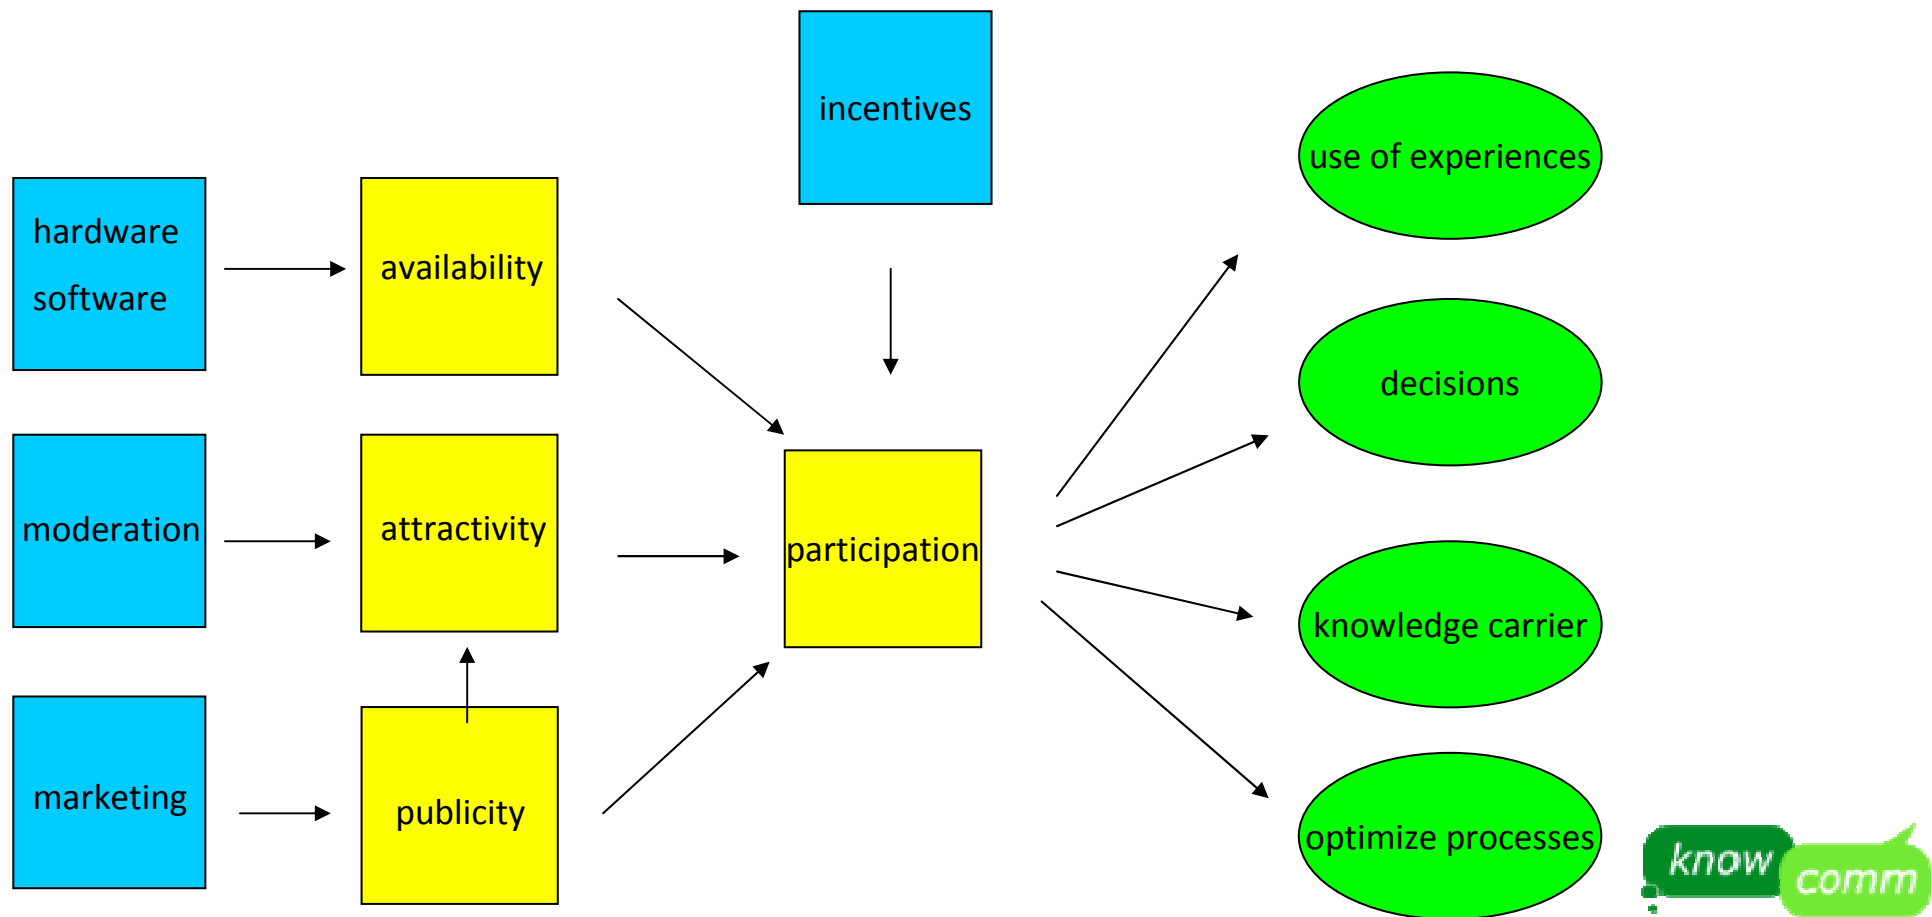 incentives
use of experiences
hardware
software
availability
decisions
moderation
attractivity
participation
knowledge carrier
marketing
publicity
optimize processes
know
comm